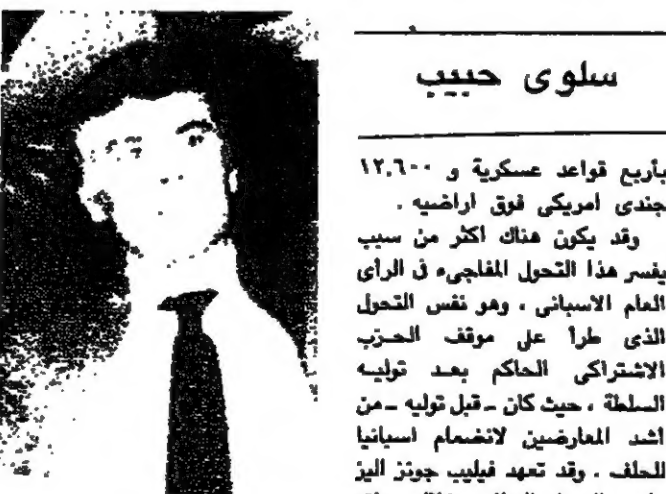 سلوى حبيب
بأربع قواعد عسكرية و ١٢,٦٠٠
جندى امريكى فوق اراضيه .
وقد يكون هناك اكثر من سبب
يفسر هذا التحول المفاجىء ف الرأى
العام الاسبانى ، وهو نفس التحول
الذى طرأ على موقف الحزب
الاشتراكى الحاكم بعد توليه
السلطة ، حيث كان - قبل توليه - من
اشد المعارضين لانضمام اسبانيا
للحلف . وقد تعهد فيليب جونز اليز